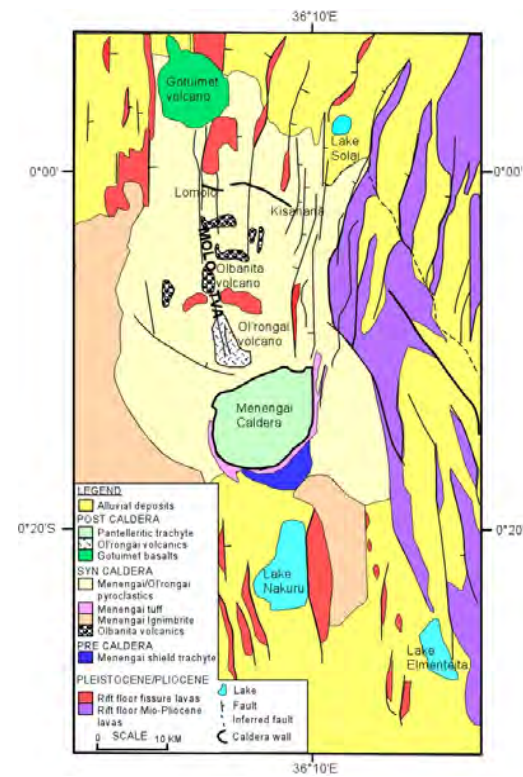 36°10'E
Gotuimet
volcano
Lake
Solai
0°00'
0°00'
Lomolo
Kisanana
MOLO TVA
Olbanita
volcano
Ol'rongai
volcano
Menengai
Caldera
LEGEND
Alluvial deposits
POST CALDERA
Pantelleritic trachyte
Ol'rongai volcanics
Gotuimet basalts
SYN CALDERA
Menengai/Ol'rongai
pyroclastics
Menengai tuff
Menengai Ignimbrite
Olbanita volcanics
PRE CALDERA
Menengai shield trachyte
PLEISTOCENE/PLIOCENE
Rift floor fissure lavas
Rift floor Mio-Pliocene
lavas
Lake
Fault
Inferred fault
Caldera wall
0 SCALE 10 KM
0°20'S
0°20'S
Lake
Nakuru
Lake
Elmenteita
36°10'E